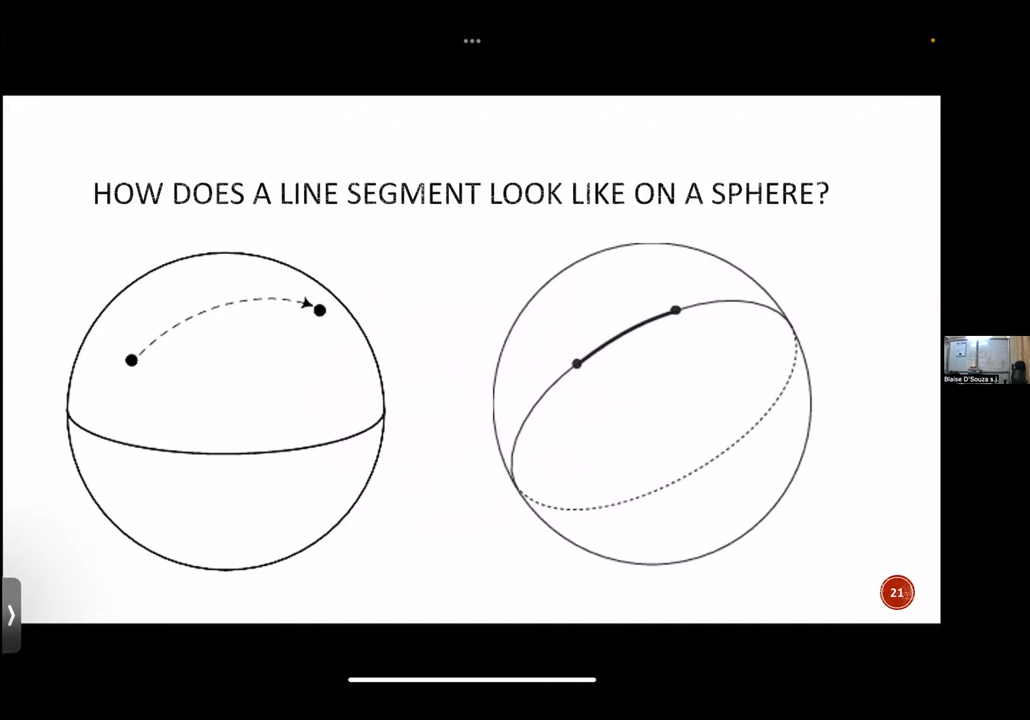 HOW DOES A LINE SEGMENT LOOK LIKE ON A SPHERE?
21
Blaise D'Souza s.j.